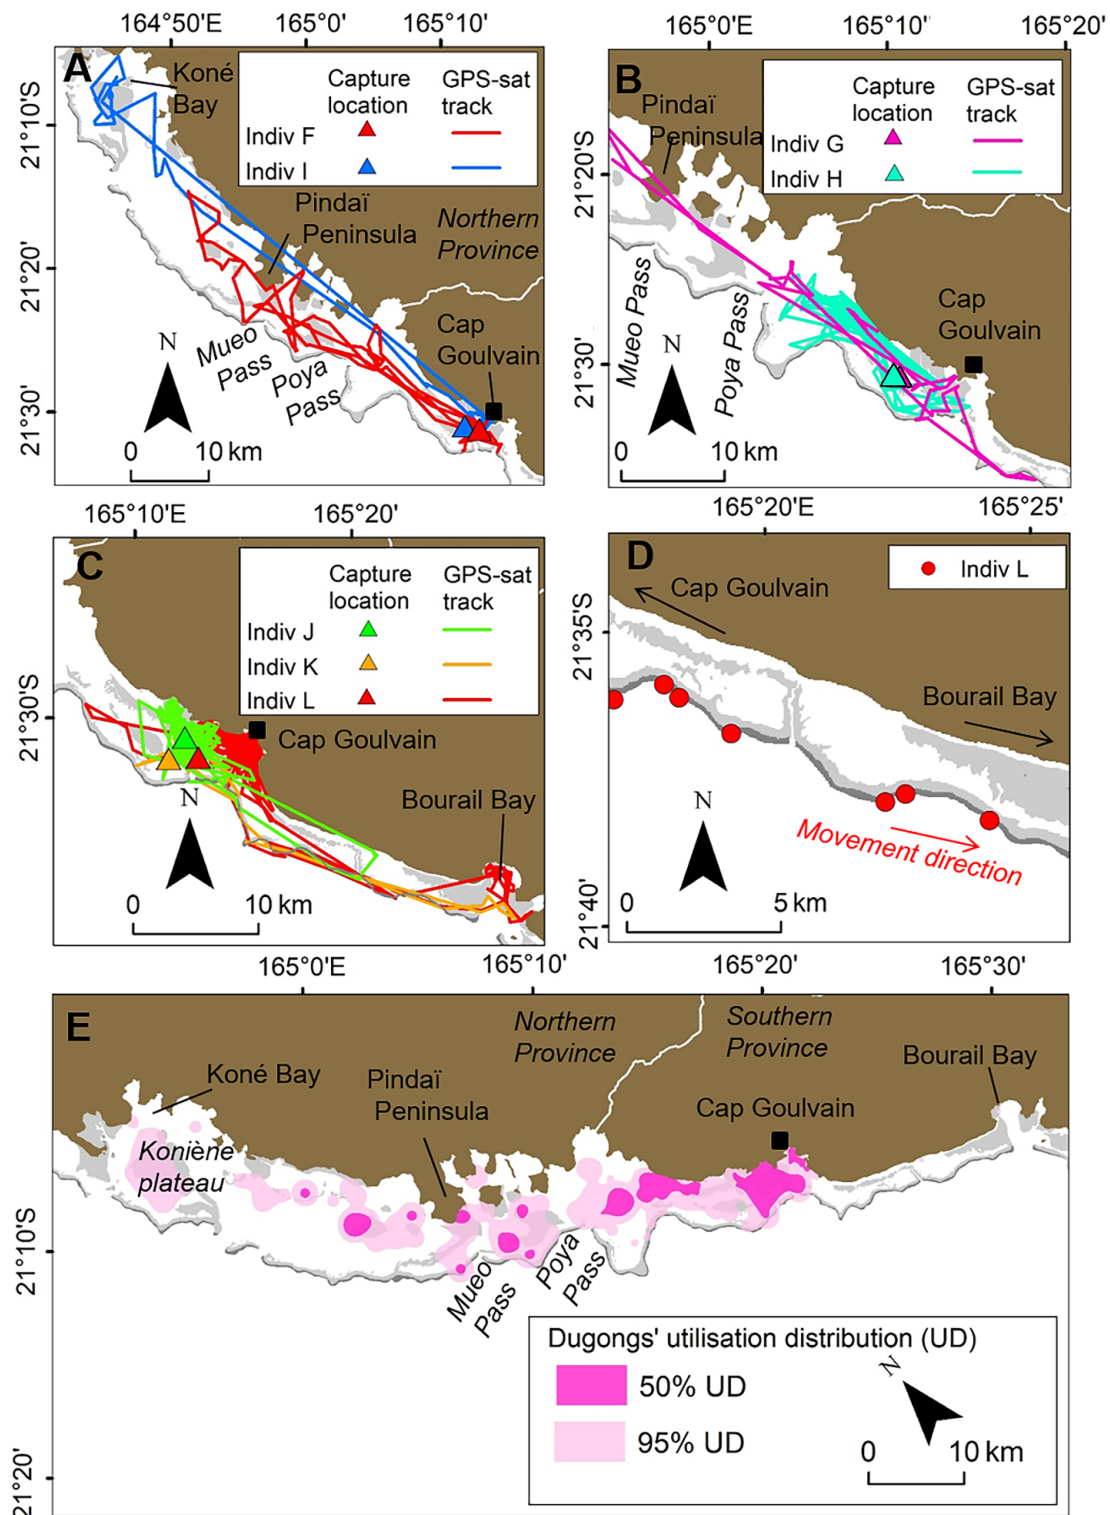 164°50'E
165°0'
165°10'
A
Koné
Bay
Capture
location
GPS-sat
track
Indiv F
Indiv I
Pindaï
Peninsula
Northern
Province
Cap
Goulvain
Mueo
Pass
Poya
Pass
N
0
10 km
21°10'S
21°20'
21°30'
165°0'E
165°10'
165°20'
B
Pindaï
Peninsula
Capture
location
GPS-sat
track
Indiv G
Indiv H
Mueo Pass
Poya Pass
Cap
Goulvain
N
0
10 km
21°20'S
21°30'
165°10'E
165°20'
C
Capture
location
GPS-sat
track
Indiv J
Indiv K
Indiv L
Cap Goulvain
Bourail Bay
N
0
10 km
21°30'S
165°20'E
165°25'
D
Indiv L
Cap Goulvain
Bourail Bay
N
Movement direction
0
5 km
21°35'S
21°40'
165°0'E
165°10'
165°20'
165°30'
E
Northern
Province
Southern
Province
Koné Bay
Pindaï
Peninsula
Cap Goulvain
Bourail Bay
Koniène
plateau
Mueo
Pass
Poya
Pass
21°10'S
21°20'
Dugongs' utilisation distribution (UD)
50% UD
95% UD
N
0
10 km